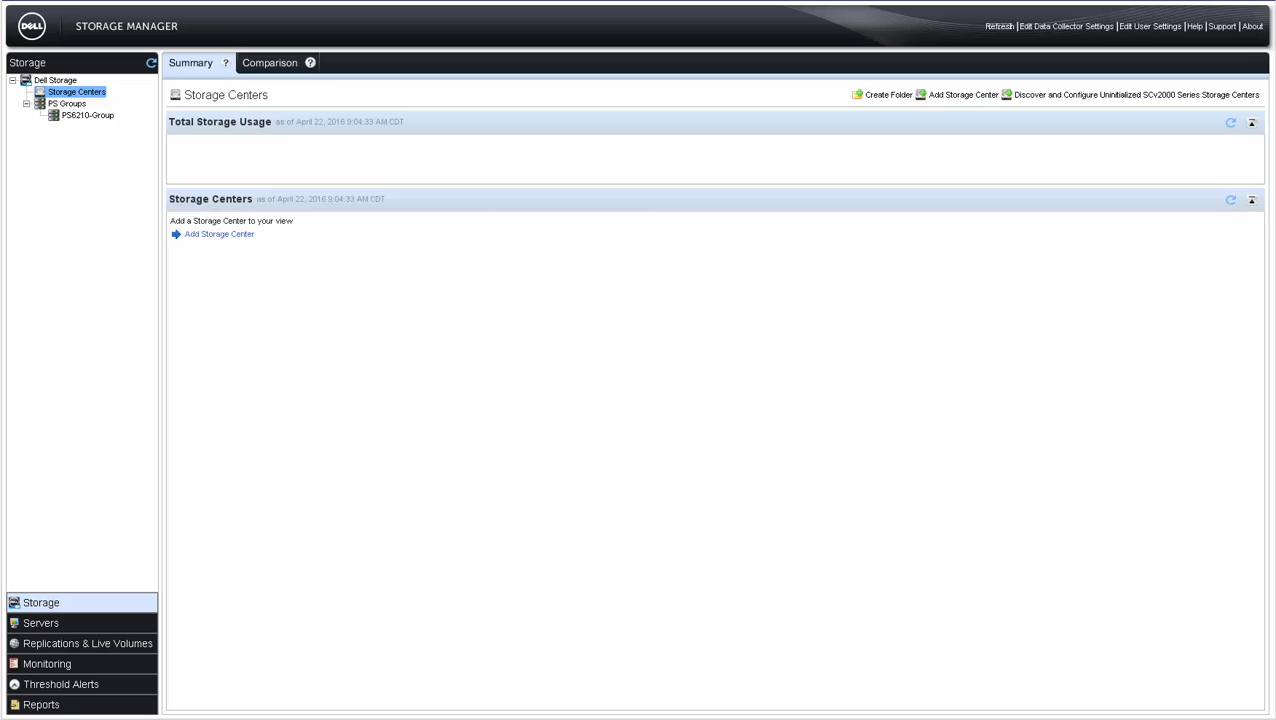 DELL STORAGE MANAGER Refresh | Edit Data Collector Settings | Edit User Settings | Help | Support | About
Storage
Dell Storage
Storage Centers
PS Groups
PS6210-Group
Summary ? Comparison ?
Storage Centers Create Folder Add Storage Center Discover and Configure Uninitialized SCv2000 Series Storage Centers
Total Storage Usage as of April 22, 2016 9:04:33 AM CDT
Storage Centers as of April 22, 2016 9:04:33 AM CDT
Add a Storage Center to your view
Add Storage Center
Storage
Servers
Replications & Live Volumes
Monitoring
Threshold Alerts
Reports